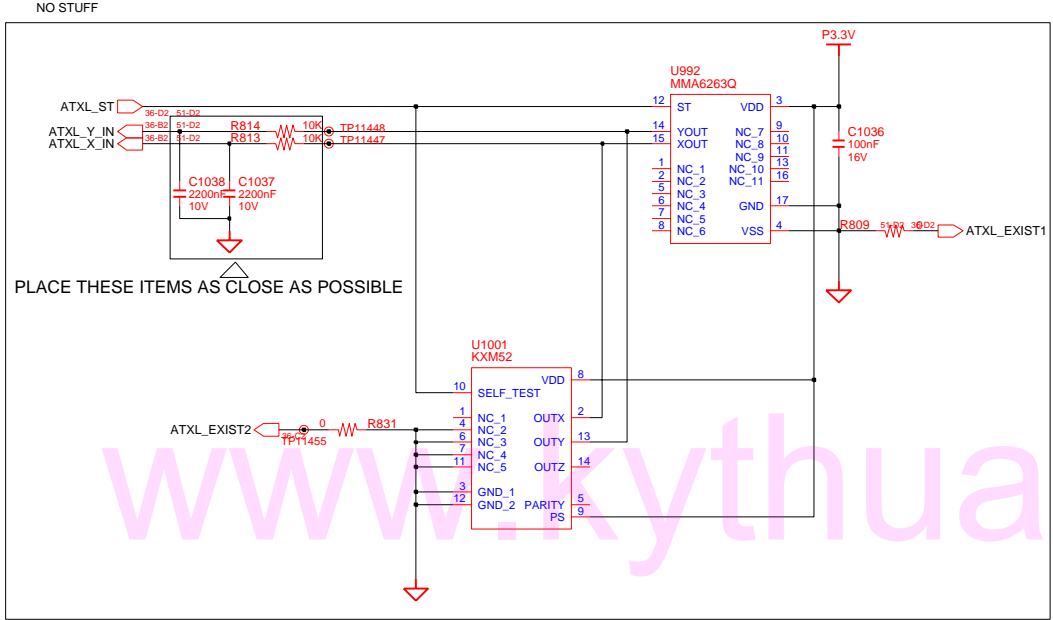 NO STUFF
P3.3V
U992
MMA6263Q
ATXL_ST
36-D2 51-D2
12 ST VDD 3
ATXL_Y_IN
36-B2 51-D2
R814 10K TP11448
14 YOUT NC_7 9
ATXL_X_IN
36-B2 51-D2
R813 10K TP11447
15 XOUT NC_8 10
NC_9 11
1 NC_1 NC_10 13
2 NC_2 NC_11 16
5 NC_3
6 NC_4 GND 17
7 NC_5
8 NC_6 VSS 4
C1036
100nF
16V
C1038
2200nF
10V
C1037
2200nF
10V
R809 51-D2 36-D2 ATXL_EXIST1
PLACE THESE ITEMS AS CLOSE AS POSSIBLE
U1001
KXM52
VDD 8
10 SELF_TEST
1 NC_1 OUTX 2
4 NC_2
6 NC_3 OUTY 13
7 NC_4
11 NC_5 OUTZ 14
3 GND_1
12 GND_2 PARITY 5
PS 9
ATXL_EXIST2 0 R831
36-C2
TP11455
www.kythua